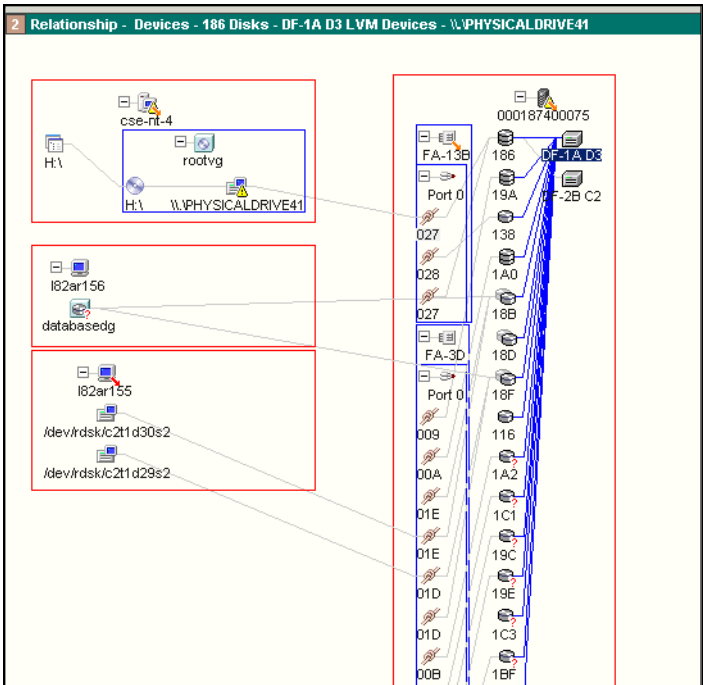 2 Relationship - Devices - 186 Disks - DF-1A D3 LVM Devices - \\.\PHYSICALDRIVE41
cse-nt-4
H:\
rootvg
H:\ \\.\PHYSICALDRIVE41
l82ar156
databasedg
l82ar155
/dev/rdsk/c2t1d30s2
/dev/rdsk/c2t1d29s2
000187400075
FA-13B
Port 0
027
028
027
FA-3D
Port 0
009
00A
01E
01E
01D
01D
00B
186
19A
138
1A0
18B
18D
18F
116
1A2
1C1
19C
19E
1C3
1BF
DF-1A D3
DF-2B C2